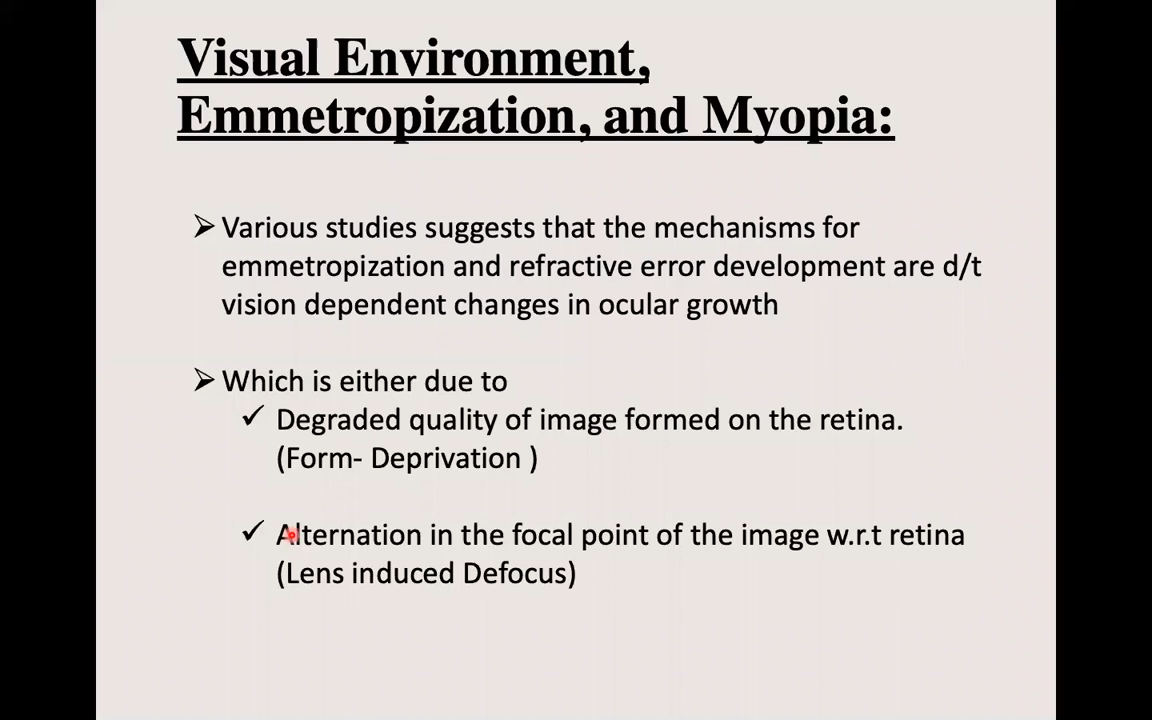 Visual Environment,
Emmetropization, and Myopia:
➢ Various studies suggests that the mechanisms for
emmetropization and refractive error development are d/t
vision dependent changes in ocular growth
➢ Which is either due to
✓ Degraded quality of image formed on the retina.
(Form- Deprivation )
✓ Alternation in the focal point of the image w.r.t retina
(Lens induced Defocus)